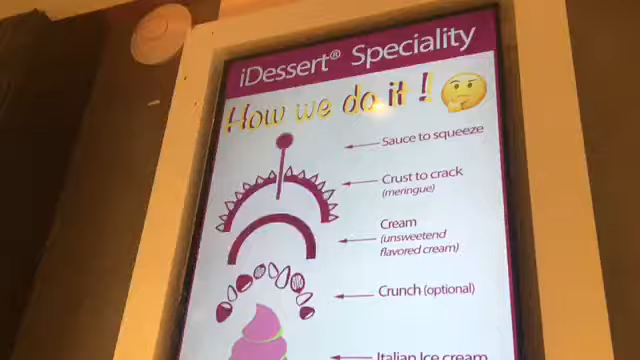 iDessert® Speciality
How we do it !
Sauce to squeeze
Crust to crack
(meringue)
Cream
(unsweetend
flavored cream)
Crunch (optional)
Italian Ice cream